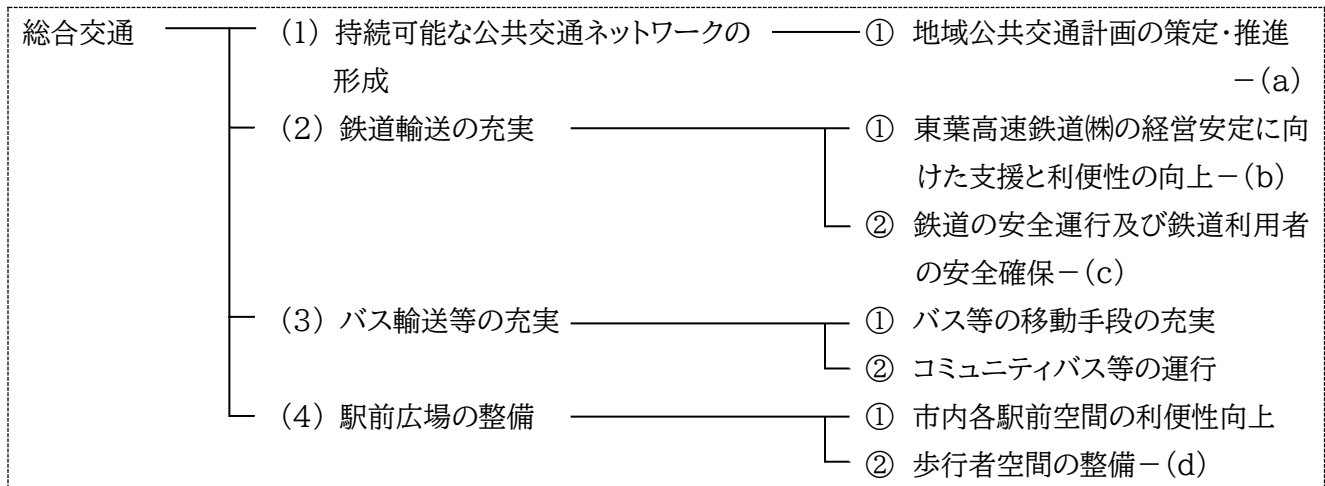 総合交通 (1) 持続可能な公共交通ネットワークの ① 地域公共交通計画の策定・推進
形成 －(a)
(2) 鉄道輸送の充実 ① 東葉高速鉄道㈱の経営安定に向
けた支援と利便性の向上－(b)
② 鉄道の安全運行及び鉄道利用者
の安全確保－(c)
(3) バス輸送等の充実 ① バス等の移動手段の充実
② コミュニティバス等の運行
(4) 駅前広場の整備 ① 市内各駅前空間の利便性向上
② 歩行者空間の整備－(d)